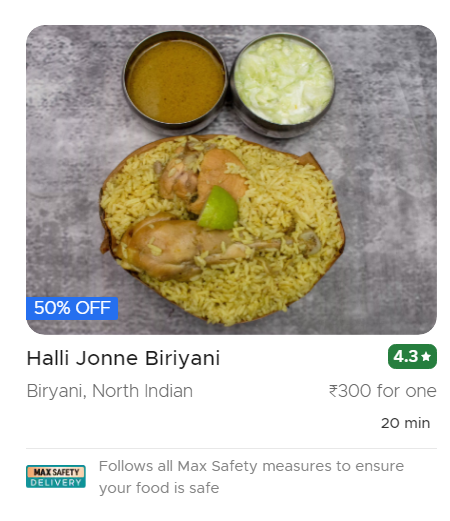 50% OFF
Halli Jonne Biriyani
4.3★
Biryani, North Indian
₹300 for one
20 min
MAX SAFETY
DELIVERY
Follows all Max Safety measures to ensure
your food is safe